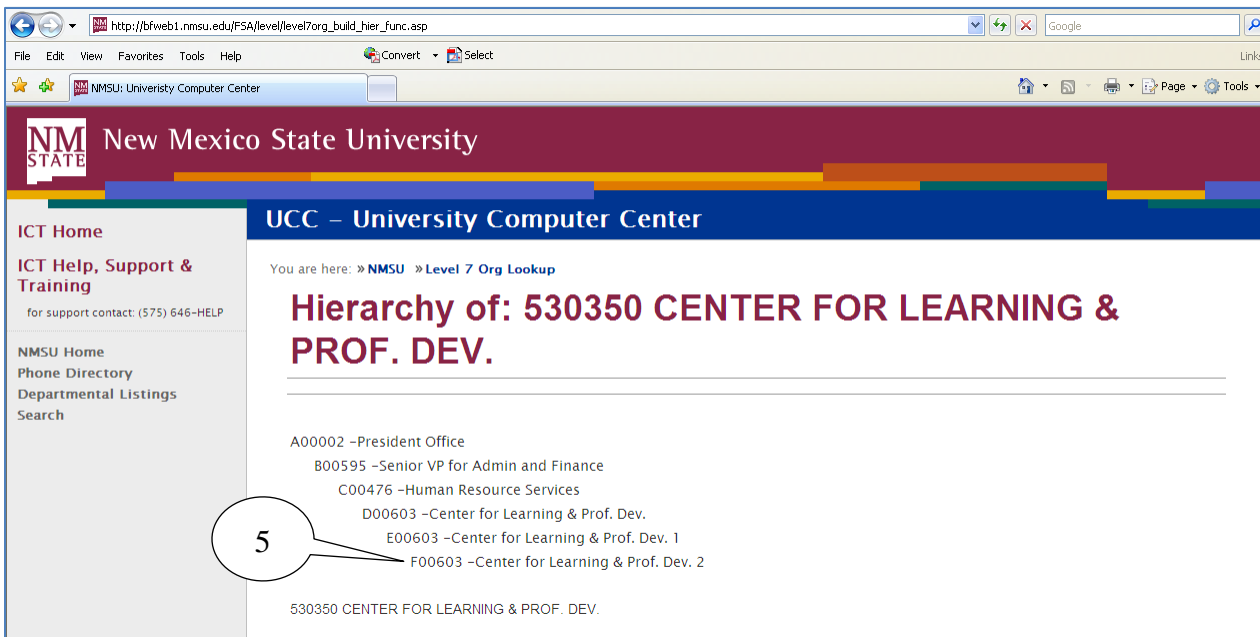 http://bfweb1.nmsu.edu/FSA/level/level7org_build_hier_func.asp
Google
File Edit View Favorites Tools Help
Convert Select
Links
NMSU: Univeristy Computer Center
Page Tools
NM
STATE
New Mexico State University
UCC – University Computer Center
ICT Home
ICT Help, Support &
Training
for support contact: (575) 646-HELP
NMSU Home
Phone Directory
Departmental Listings
Search
You are here: » NMSU » Level 7 Org Lookup
Hierarchy of: 530350 CENTER FOR LEARNING &
PROF. DEV.
A00002 –President Office
B00595 –Senior VP for Admin and Finance
C00476 –Human Resource Services
D00603 –Center for Learning & Prof. Dev.
E00603 –Center for Learning & Prof. Dev. 1
5
F00603 –Center for Learning & Prof. Dev. 2
530350 CENTER FOR LEARNING & PROF. DEV.